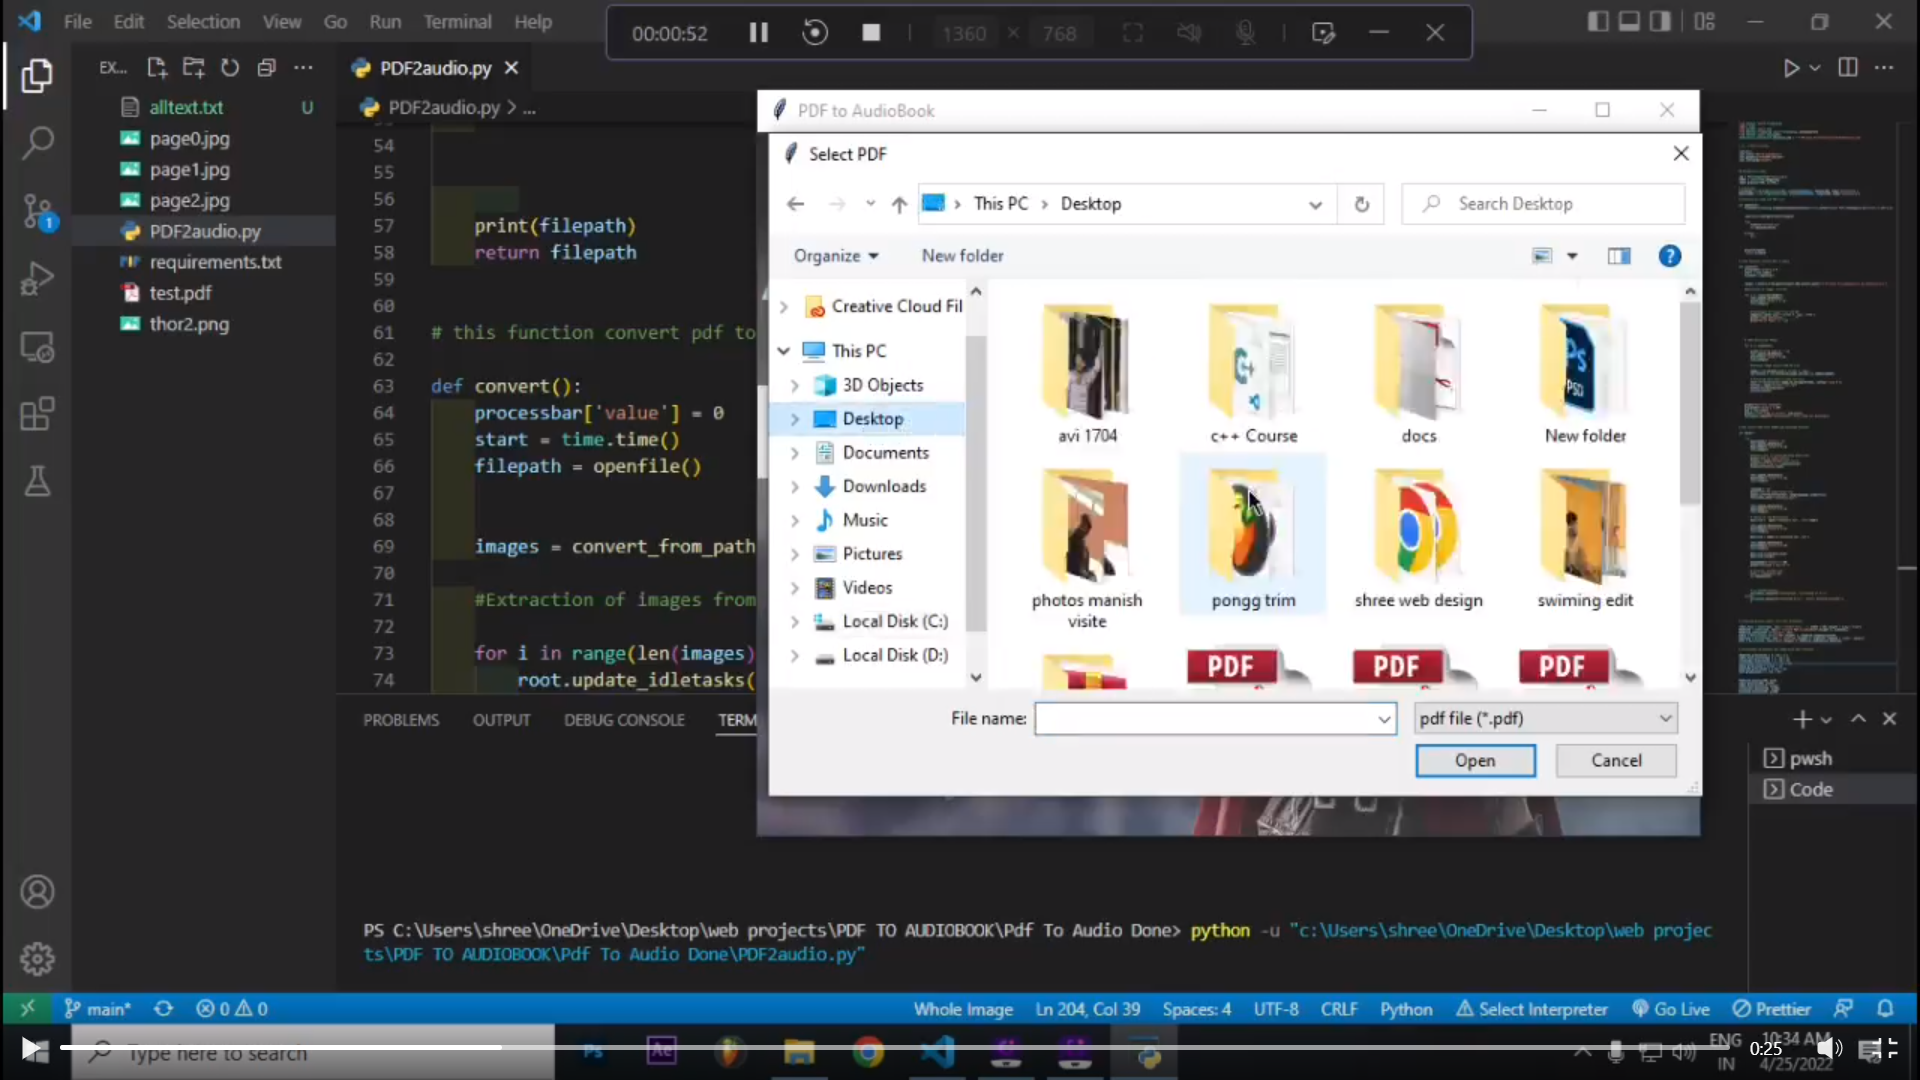 File Edit Selection View Go Run Terminal Help
00:00:52 1360 × 768
EX... PDF2audio.py
PDF2audio.py > ...
alltext.txt U
page0.jpg
page1.jpg
page2.jpg
PDF2audio.py
requirements.txt
test.pdf
thor2.png
54
55
56
57 print(filepath)
58 return filepath
59
60
61 # this function convert pdf to
62
63 def convert():
64 processbar['value'] = 0
65 start = time.time()
66 filepath = openfile()
67
68
69 images = convert_from_path
70
71 #Extraction of images from
72
73 for i in range(len(images)
74 root.update_idletasks(
PDF to AudioBook
Select PDF
This PC > Desktop
Search Desktop
Organize New folder
Creative Cloud Fil
This PC
3D Objects
Desktop
Documents
Downloads
Music
Pictures
Videos
Local Disk (C:)
Local Disk (D:)
avi 1704 c++ Course docs New folder
photos manish visite pongg trim shree web design swiming edit
PDF PDF PDF
File name: pdf file (*.pdf)
Open Cancel
PROBLEMS OUTPUT DEBUG CONSOLE TERM
pwsh
Code
PS C:\Users\shree\OneDrive\Desktop\web projects\PDF TO AUDIOBOOK\Pdf To Audio Done> python -u "c:\Users\shree\OneDrive\Desktop\web projec
ts\PDF TO AUDIOBOOK\Pdf To Audio Done\PDF2audio.py"
main* 0 0 Whole Image Ln 204, Col 39 Spaces: 4 UTF-8 CRLF Python Select Interpreter Go Live Prettier
Type here to search Ps Ae ENG IN 10:34 AM 4/25/2022 0:25